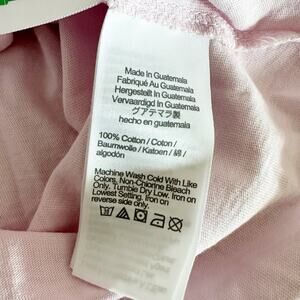 Made In Guatemala
Fabriqué Au Guatemala
Hergestellt In Guatemala
Vervaardigd In Guatemala
グアテマラ製
hecho en guatemala
100% Cotton / Coton /
Baumwolle / Katoen / 綿 /
algodón
Machine Wash Cold With Like
Colors, Non-Chlorine Bleach
Only. Tumble Dry Low. Iron on
Lowest Setting. Iron on
reverse side only.